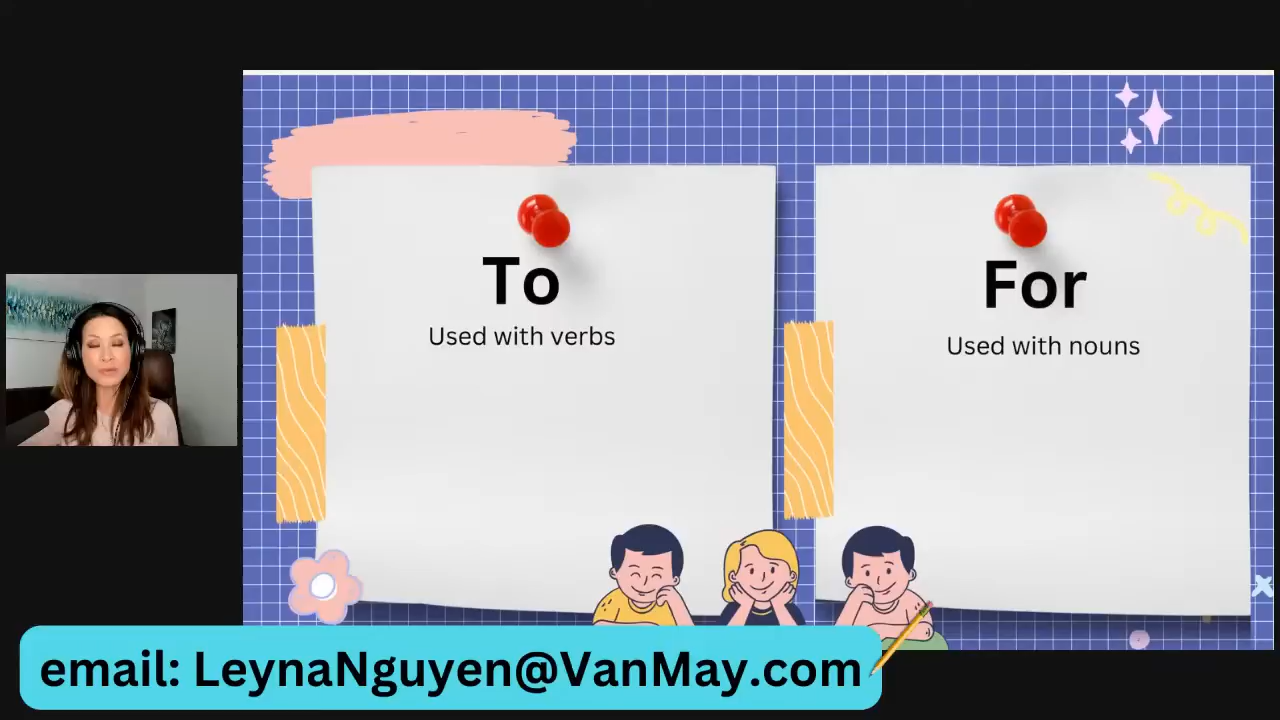 To
Used with verbs
For
Used with nouns
email: LeynaNguyen@VanMay.com